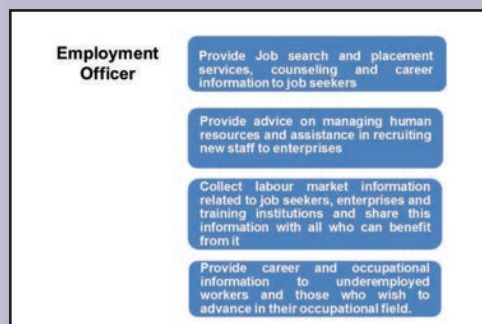 Employment
Officer
Provide Job search and placement
services, counseling and career
information to job seekers
Provide advice on managing human
resources and assistance in recruiting
new staff to enterprises
Collect labour market information
related to job seekers, enterprises and
training institutions and share this
information with all who can benefit
from it
Provide career and occupational
information to underemployed
workers and those who wish to
advance in their occupational field.